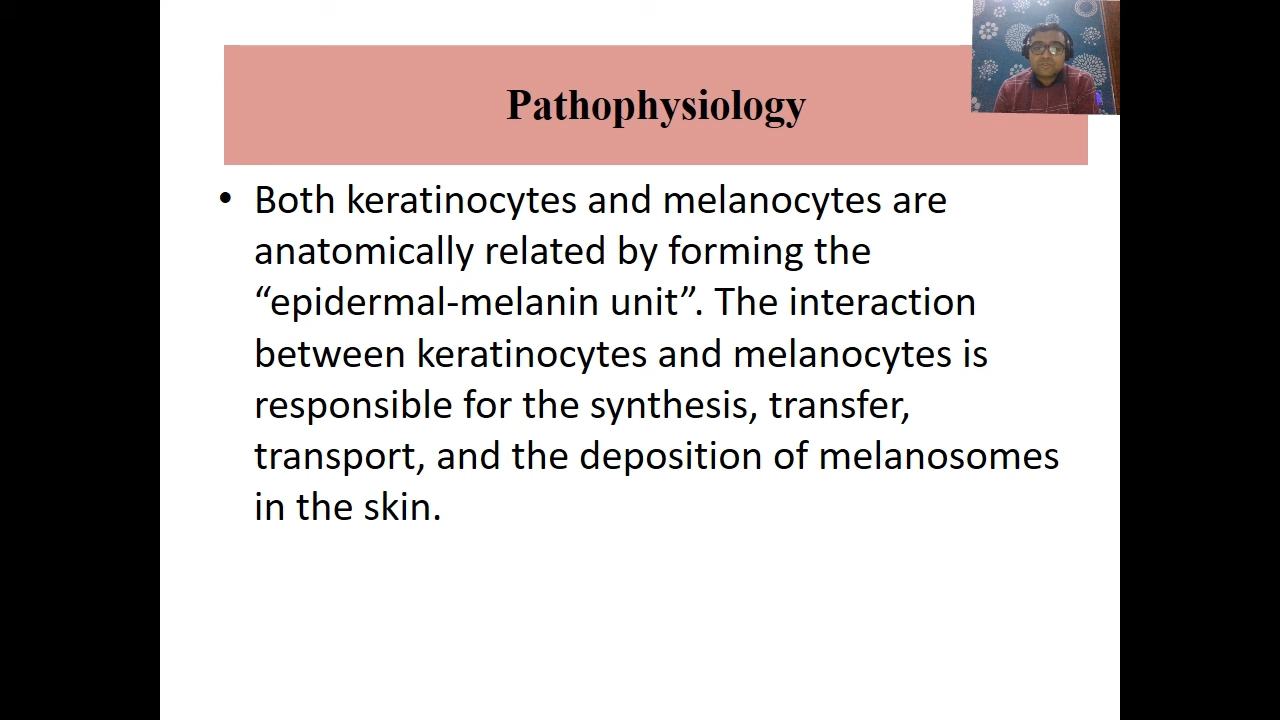 Pathophysiology
• Both keratinocytes and melanocytes are
anatomically related by forming the
“epidermal-melanin unit”. The interaction
between keratinocytes and melanocytes is
responsible for the synthesis, transfer,
transport, and the deposition of melanosomes
in the skin.